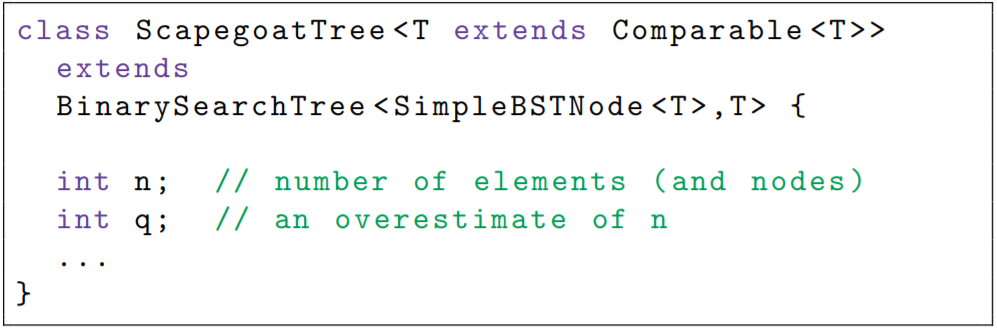 class ScapegoatTree<T extends Comparable<T>>
extends
BinarySearchTree<SimpleBSTNode<T>,T> {
int n; // number of elements (and nodes)
int q; // an overestimate of n
...
}